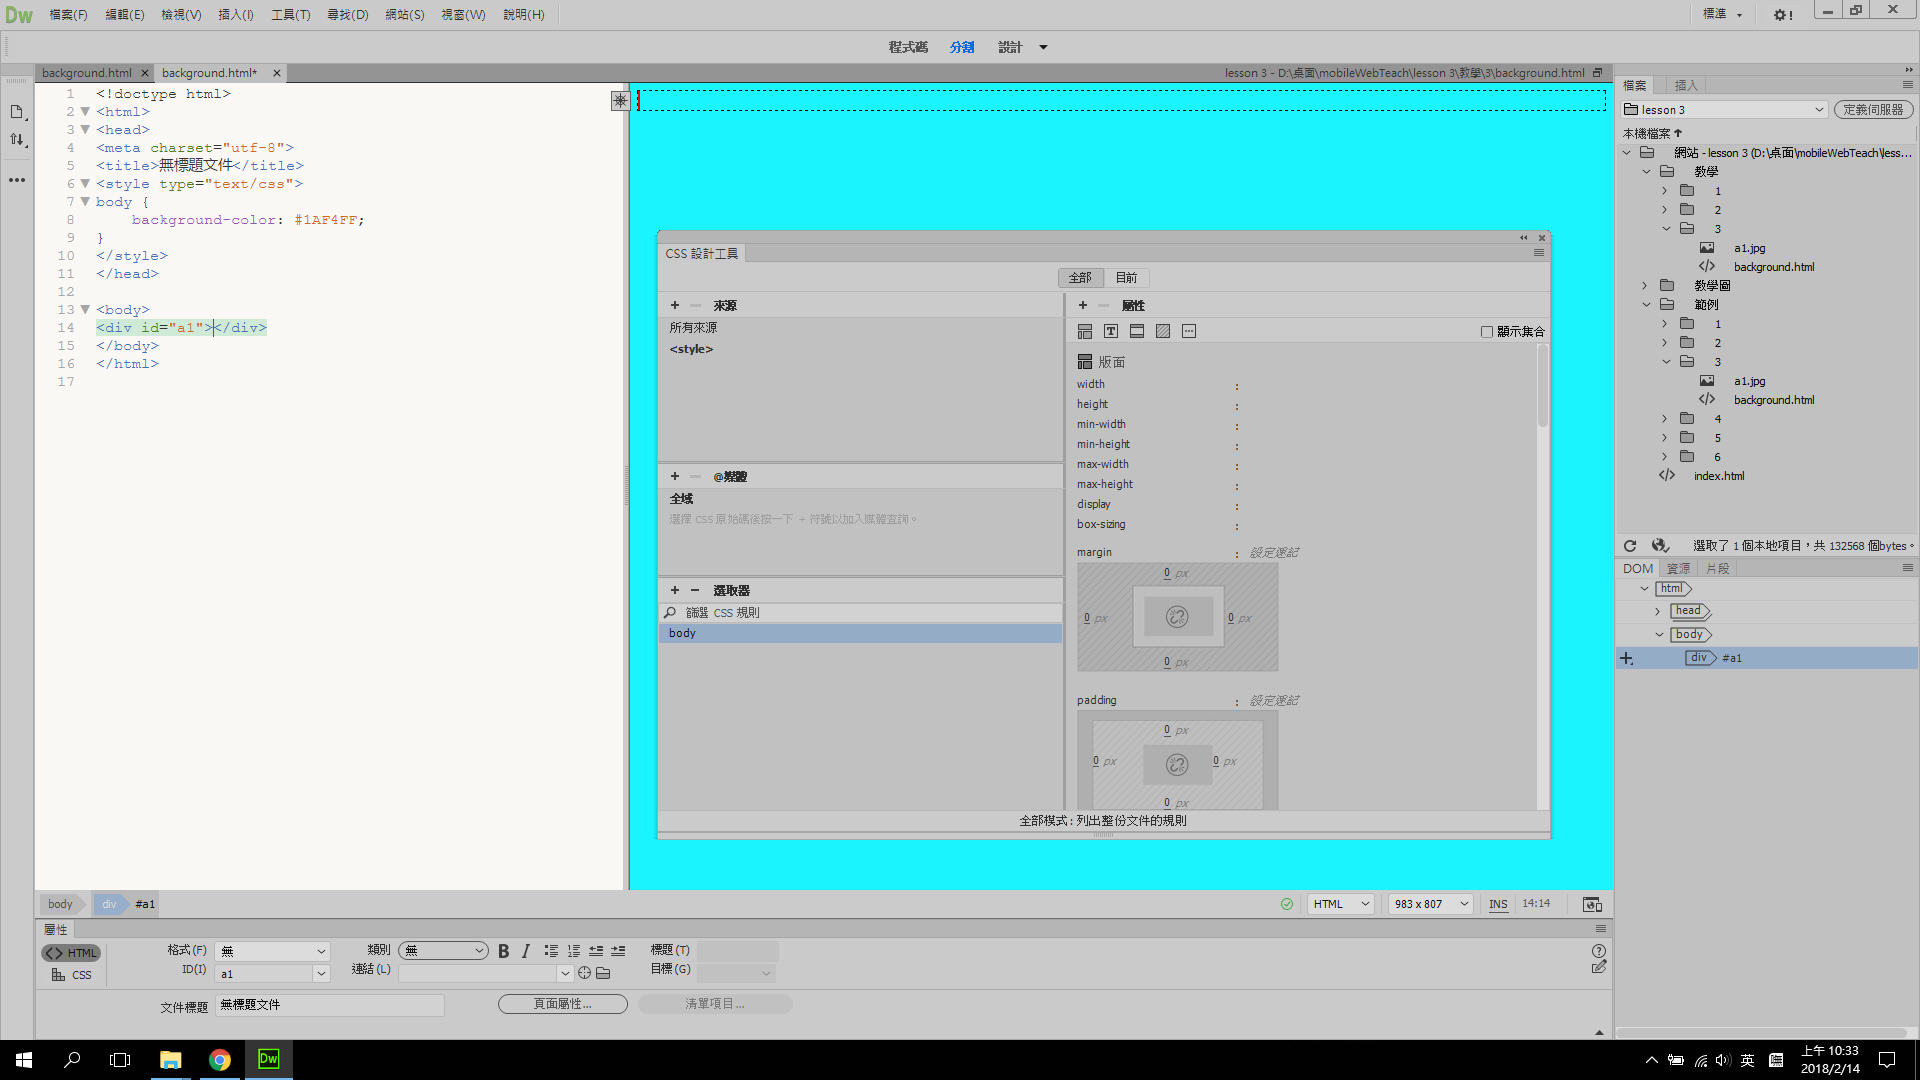 Dw 檔案(F) 編輯(E) 檢視(V) 插入(I) 工具(T) 尋找(D) 網站(S) 視窗(W) 說明(H) 標準
程式碼 分割 設計
background.html background.html* lesson 3 - D:\桌面\mobileWebTeach\lesson 3\教學\3\background.html
1 <!doctype html>
2 <html>
3 <head>
4 <meta charset="utf-8">
5 <title>無標題文件</title>
6 <style type="text/css">
7 body {
8 background-color: #1AF4FF;
9 }
10 </style>
11 </head>
12
13 <body>
14 <div id="a1"></div>
15 </body>
16 </html>
17
CSS 設計工具
全部 目前
+ − 來源
所有來源
<style>
+ − @媒體
全域
選擇 CSS 原始碼後按一下 + 符號以加入媒體查詢。
+ − 選取器
篩選 CSS 規則
body
+ − 屬性
顯示集合
版面
width :
height :
min-width :
min-height :
max-width :
max-height :
display :
box-sizing :
margin : 設定速記
0 px
0 px 0 px
0 px
padding : 設定速記
0 px
0 px 0 px
0 px
全部模式 : 列出整份文件的規則
檔案 插入
lesson 3 定義伺服器
本機檔案
網站 - lesson 3 (D:\桌面\mobileWebTeach\less...
教學
1
2
3
a1.jpg
background.html
教學圖
範例
1
2
3
a1.jpg
background.html
4
5
6
index.html
選取了 1 個本地項目，共 132568 個bytes。
DOM 資源 片段
html
head
body
div #a1
body div #a1 HTML 983 x 807 INS 14:14
屬性
HTML 格式(F) 無 類別 無 B I 標題(T)
CSS ID(I) a1 連結(L) 目標(G)
文件標題 無標題文件 頁面屬性... 清單項目...
Dw 英 上午 10:33
2018/2/14